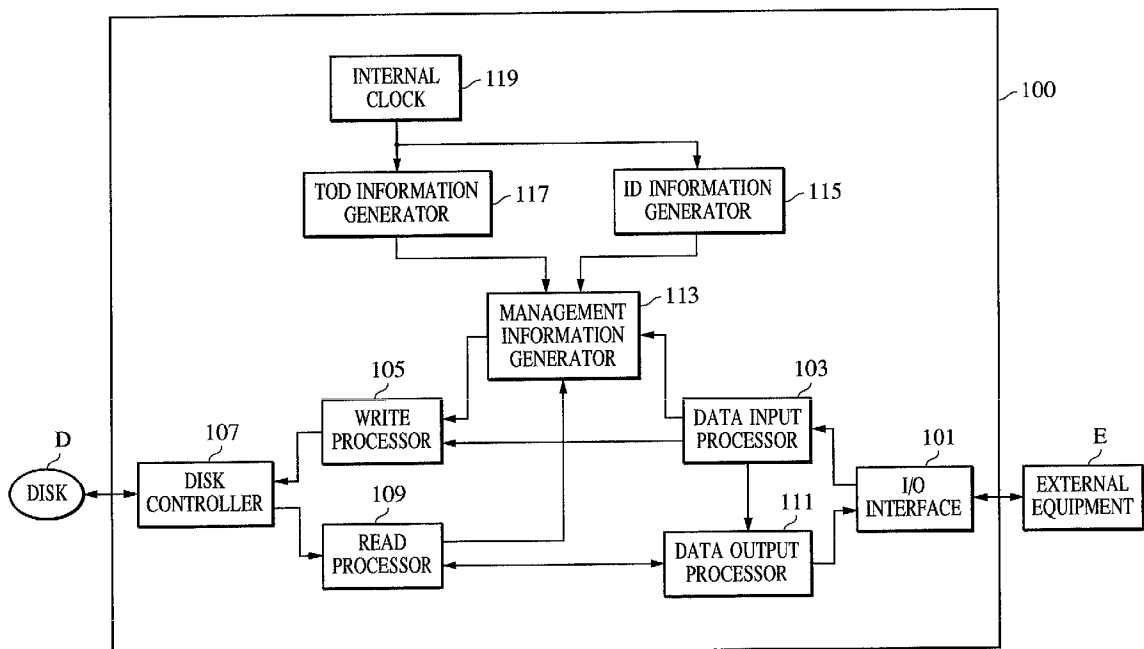 INTERNAL
CLOCK
119
100
TOD INFORMATION
GENERATOR
117
ID INFORMATION
GENERATOR
115
MANAGEMENT
INFORMATION
GENERATOR
113
105
WRITE
PROCESSOR
103
DATA INPUT
PROCESSOR
D
DISK
107
DISK
CONTROLLER
101
I/O
INTERFACE
E
EXTERNAL
EQUIPMENT
109
READ
PROCESSOR
111
DATA OUTPUT
PROCESSOR